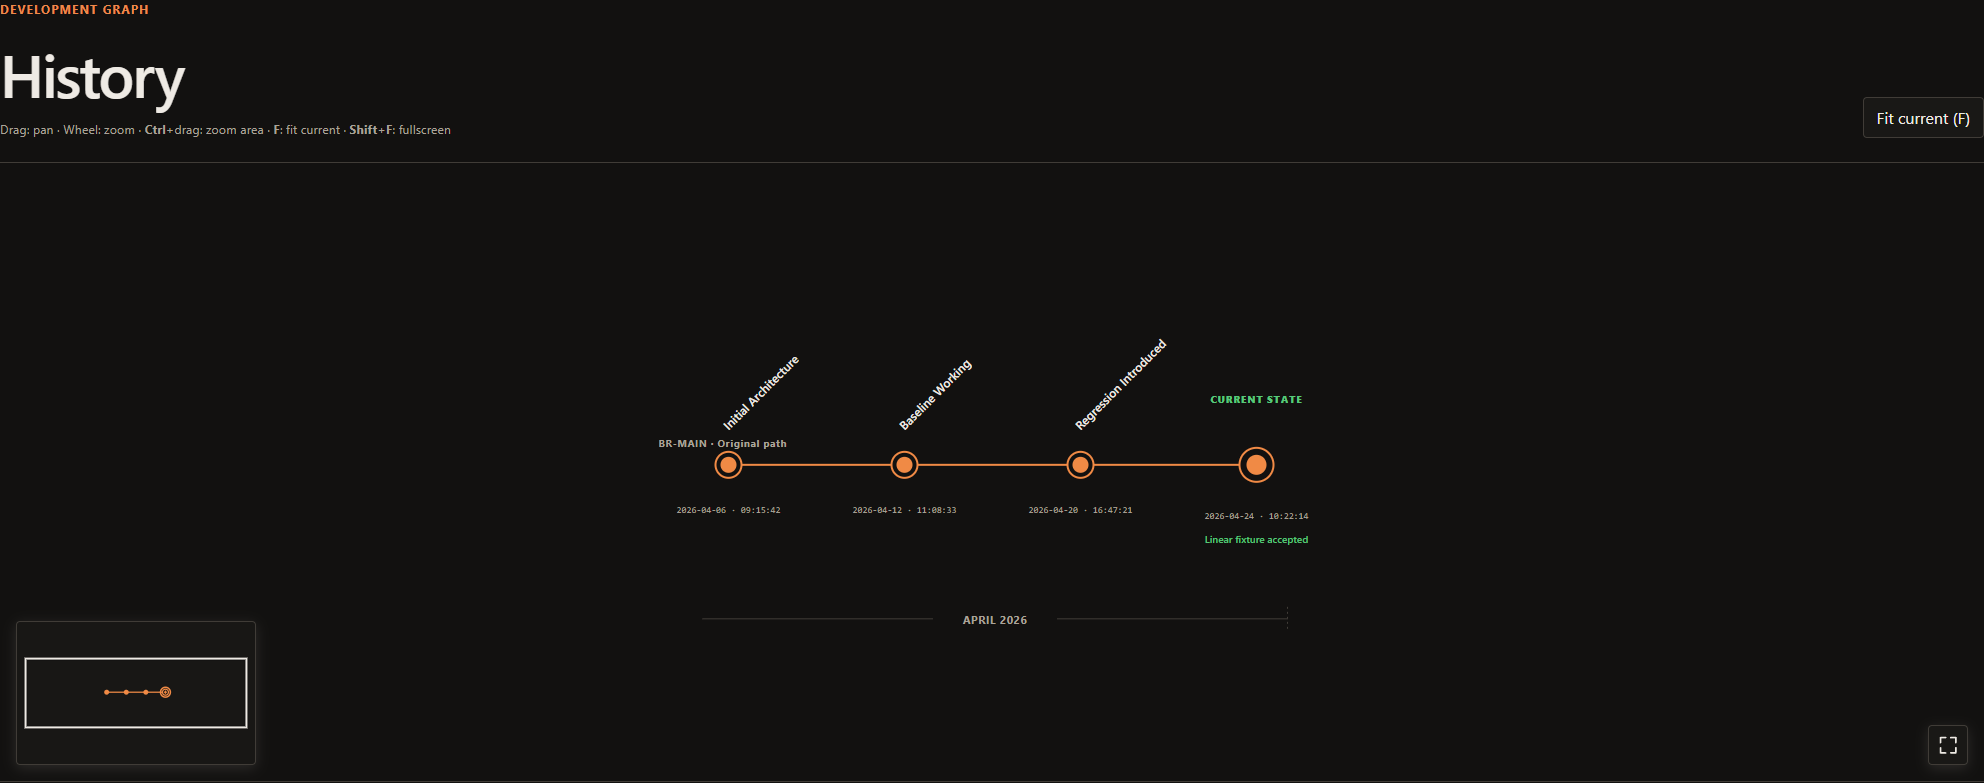 DEVELOPMENT GRAPH
History
Drag: pan · Wheel: zoom · Ctrl+drag: zoom area · F: fit current · Shift+F: fullscreen
Fit current (F)
Initial Architecture
Baseline Working
Regression Introduced
CURRENT STATE
BR-MAIN · Original path
2026-04-06 · 09:15:42
2026-04-12 · 11:08:33
2026-04-20 · 16:47:21
2026-04-24 · 10:22:14
Linear fixture accepted
APRIL 2026